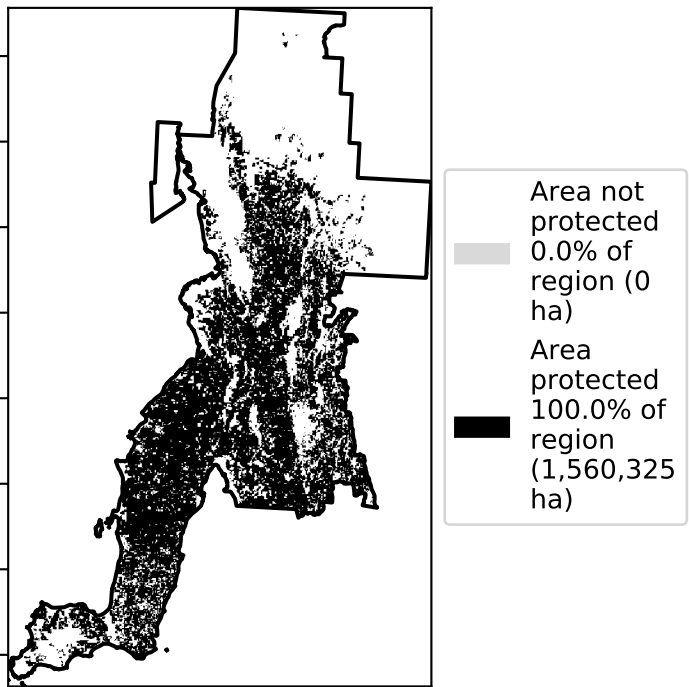 Area not
protected
0.0% of
region (0
ha)
Area
protected
100.0% of
region
(1,560,325
ha)